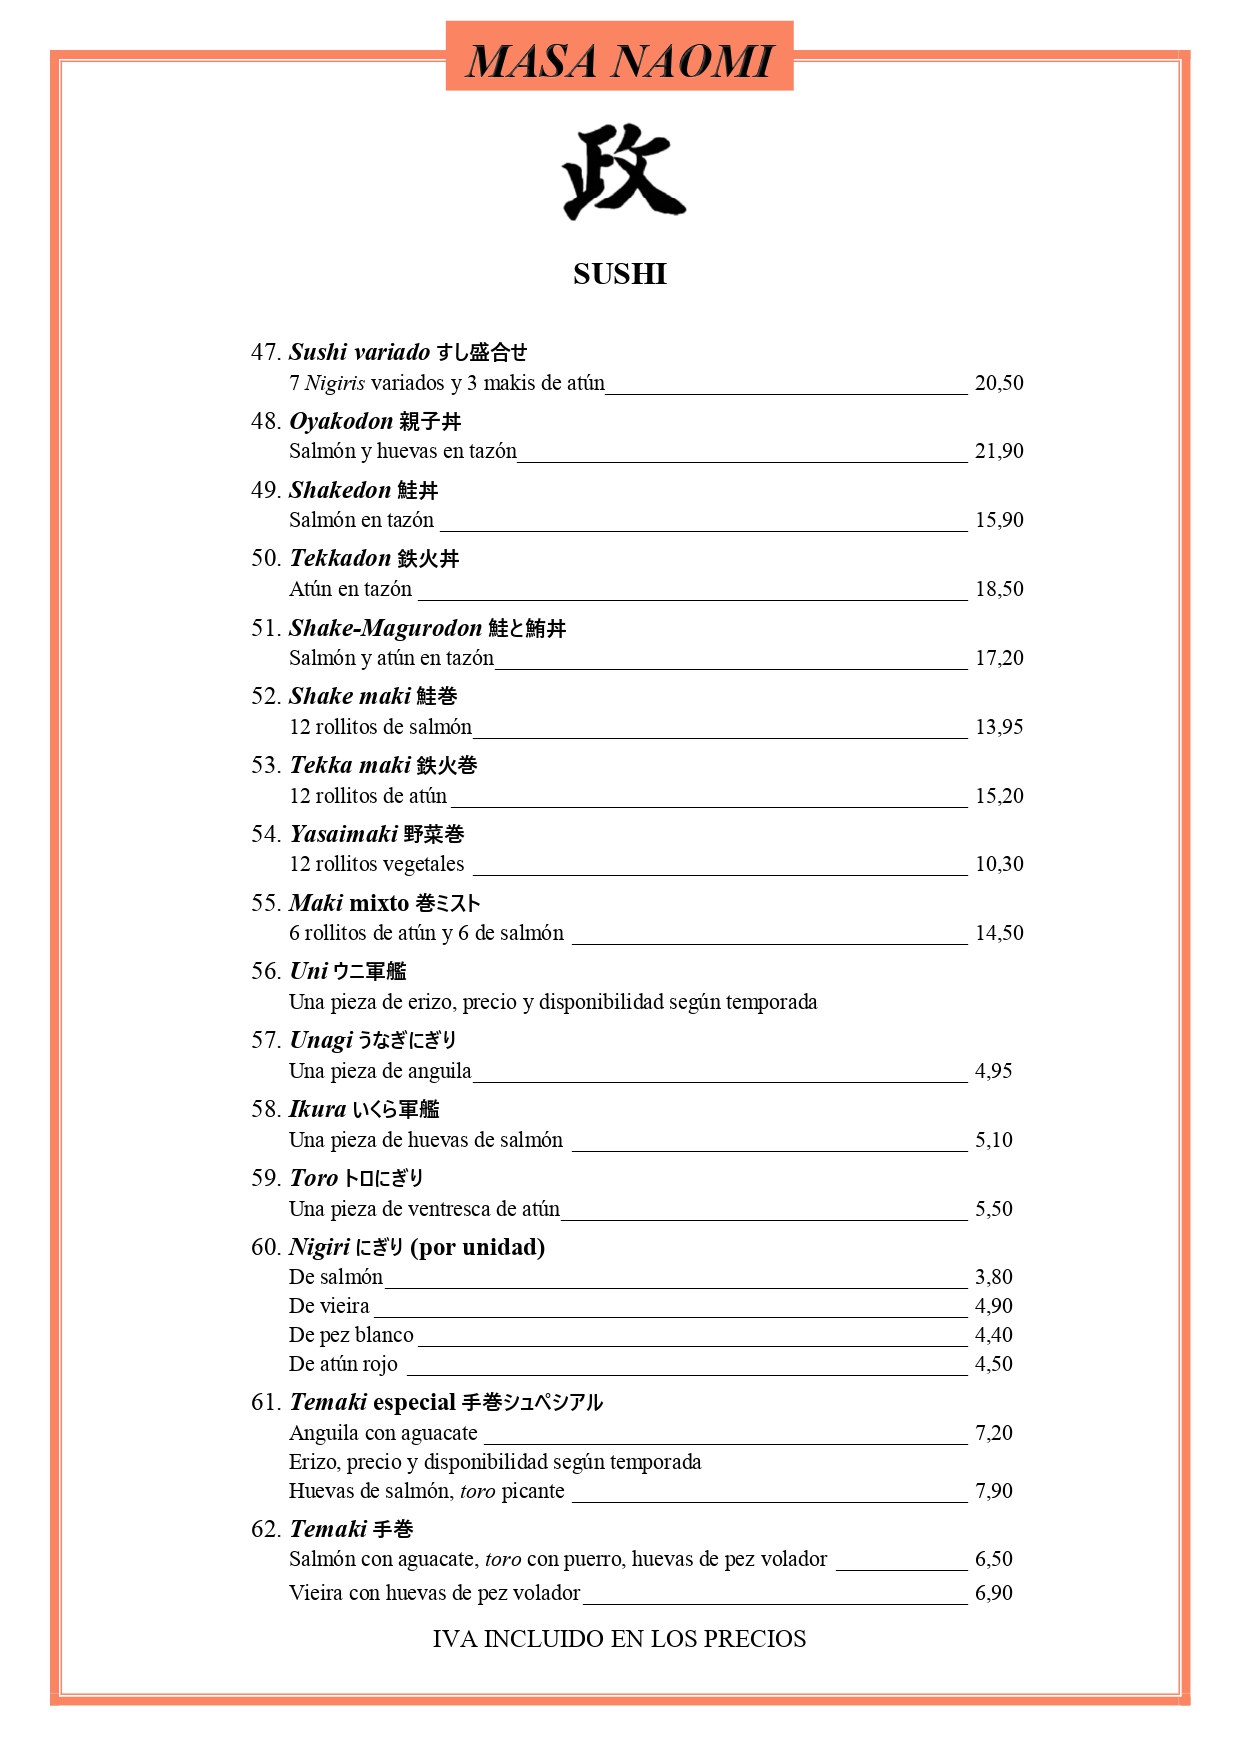 MASA NAOMI
政
SUSHI
47. Sushi variado すし盛合せ
7 Nigiris variados y 3 makis de atún 20,50
48. Oyakodon 親子丼
Salmón y huevas en tazón 21,90
49. Shakedon 鮭丼
Salmón en tazón 15,90
50. Tekkadon 鉄火丼
Atún en tazón 18,50
51. Shake-Magurodon 鮭と鮪丼
Salmón y atún en tazón 17,20
52. Shake maki 鮭巻
12 rollitos de salmón 13,95
53. Tekka maki 鉄火巻
12 rollitos de atún 15,20
54. Yasaimaki 野菜巻
12 rollitos vegetales 10,30
55. Maki mixto 巻ミスト
6 rollitos de atún y 6 de salmón 14,50
56. Uni ウニ軍艦
Una pieza de erizo, precio y disponibilidad según temporada
57. Unagi うなぎにぎり
Una pieza de anguila 4,95
58. Ikura いくら軍艦
Una pieza de huevas de salmón 5,10
59. Toro トロにぎり
Una pieza de ventresca de atún 5,50
60. Nigiri にぎり (por unidad)
De salmón 3,80
De vieira 4,90
De pez blanco 4,40
De atún rojo 4,50
61. Temaki especial 手巻シュペシアル
Anguila con aguacate 7,20
Erizo, precio y disponibilidad según temporada
Huevas de salmón, toro picante 7,90
62. Temaki 手巻
Salmón con aguacate, toro con puerro, huevas de pez volador 6,50
Vieira con huevas de pez volador 6,90
IVA INCLUIDO EN LOS PRECIOS